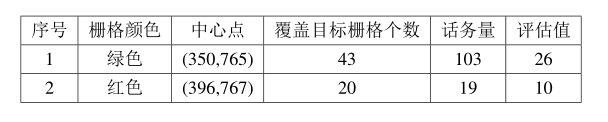 序号 栅格颜色 中心点 覆盖目标栅格个数 话务量 评估值
1 绿色 (350,765) 43 103 26
2 红色 (396,767) 20 19 10